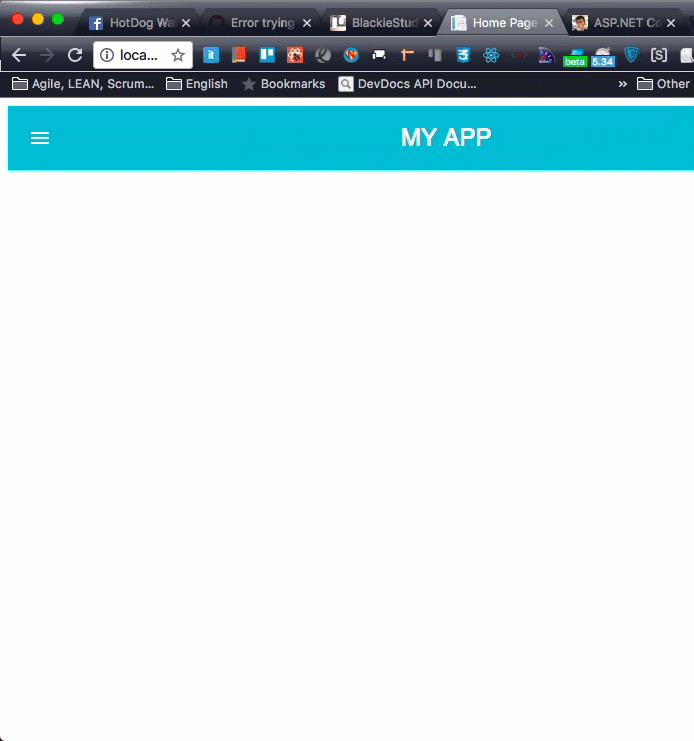 HotDog Wa
Error trying
BlackieStud
Home Page
ASP.NET Co
loca...
it
beta
5.34
[S]
Agile, LEAN, Scrum...
English
Bookmarks
DevDocs API Docu...
»
Other
MY APP